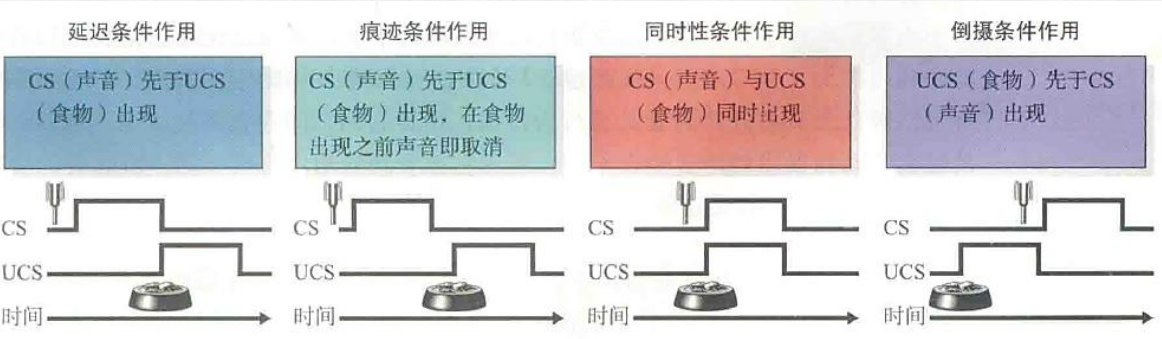 延迟条件作用
CS（声音）先于UCS
（食物）出现
CS
UCS
时间
痕迹条件作用
CS（声音）先于UCS
（食物）出现，在食物
出现之前声音即取消
CS
UCS
时间
同时性条件作用
CS（声音）与UCS
（食物）同时出现
CS
UCS
时间
倒摄条件作用
UCS（食物）先于CS
（声音）出现
CS
UCS
时间